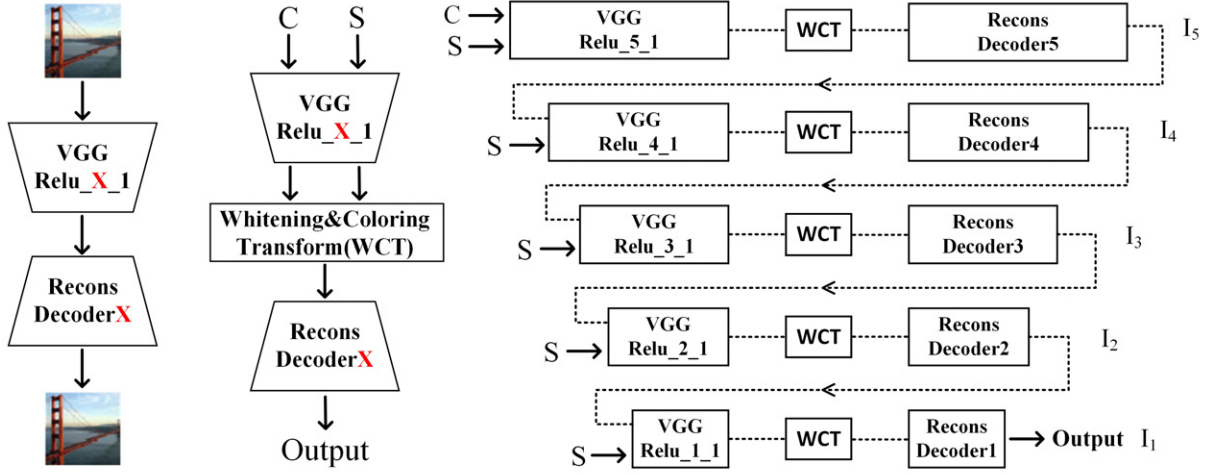 VGG
Relu_X_1
Recons
DecoderX
C S
VGG
Relu_X_1
Whitening&Coloring
Transform(WCT)
Recons
DecoderX
Output
C
S
VGG
Relu_5_1
WCT
Recons
Decoder5
I5
S
VGG
Relu_4_1
WCT
Recons
Decoder4
I4
S
VGG
Relu_3_1
WCT
Recons
Decoder3
I3
S
VGG
Relu_2_1
WCT
Recons
Decoder2
I2
S
VGG
Relu_1_1
WCT
Recons
Decoder1
Output
I1